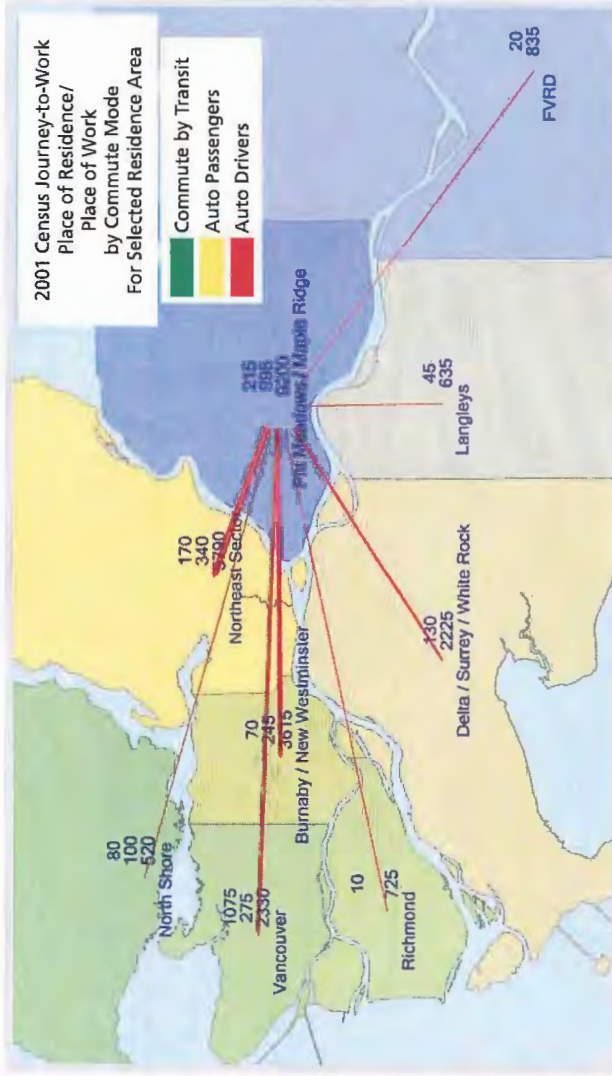 2001 Census Journey-to-Work
Place of Residence/
Place of Work
by Commute Mode
For Selected Residence Area
Commute by Transit
Auto Passengers
Auto Drivers
80
100
520
North Shore
1075
275
2330
Vancouver
10
725
Richmond
70
245
3615
Burnaby / New Westminster
170
340
3790
Northeast Sector
215
995
9200
Pitt Meadows / Maple Ridge
130
2225
Delta / Surrey / White Rock
45
635
Langleys
20
835
FVRD